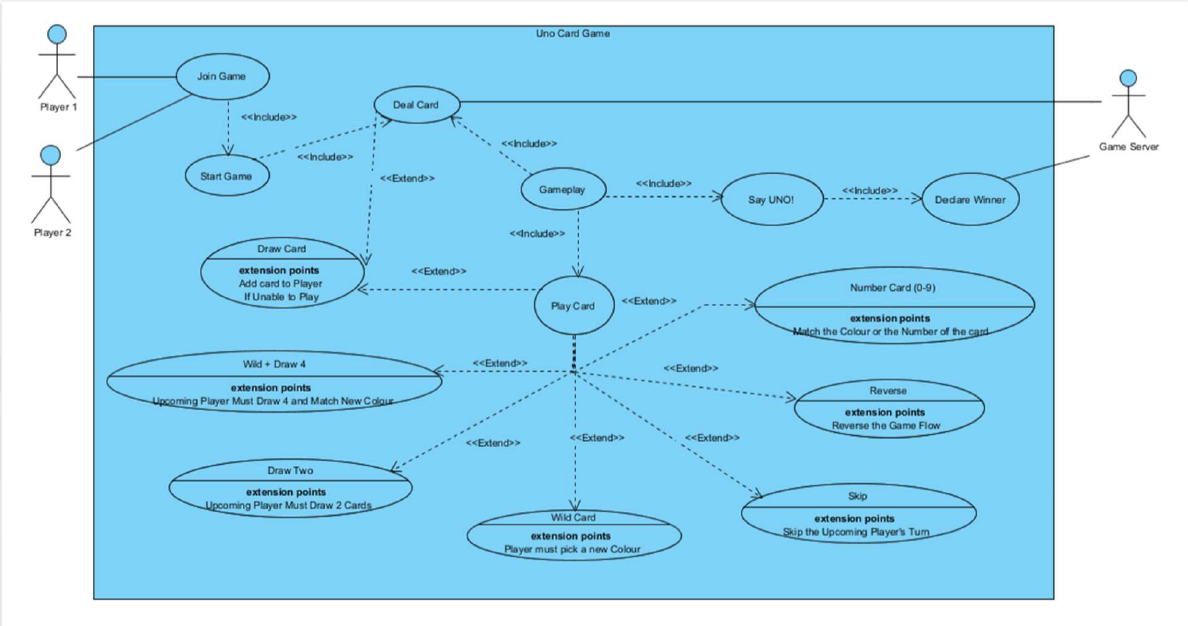 Uno Card Game
Player 1
Join Game
Deal Card
<<Include>>
<<Include>>
<<Include>>
Game Server
Player 2
Start Game
<<Extend>>
Gameplay
<<Include>>
Say UNO!
<<Include>>
Declare Winner
<<Include>>
Draw Card
extension points
Add card to Player
If Unable to Play
<<Extend>>
Play Card
<<Extend>>
Number Card (0-9)
extension points
Match the Colour or the Number of the card
Wild + Draw 4
extension points
Upcoming Player Must Draw 4 and Match New Colour
<<Extend>>
<<Extend>>
Reverse
extension points
Reverse the Game Flow
<<Extend>>
<<Extend>>
<<Extend>>
Draw Two
extension points
Upcoming Player Must Draw 2 Cards
Wild Card
extension points
Player must pick a new Colour
Skip
extension points
Skip the Upcoming Player's Turn